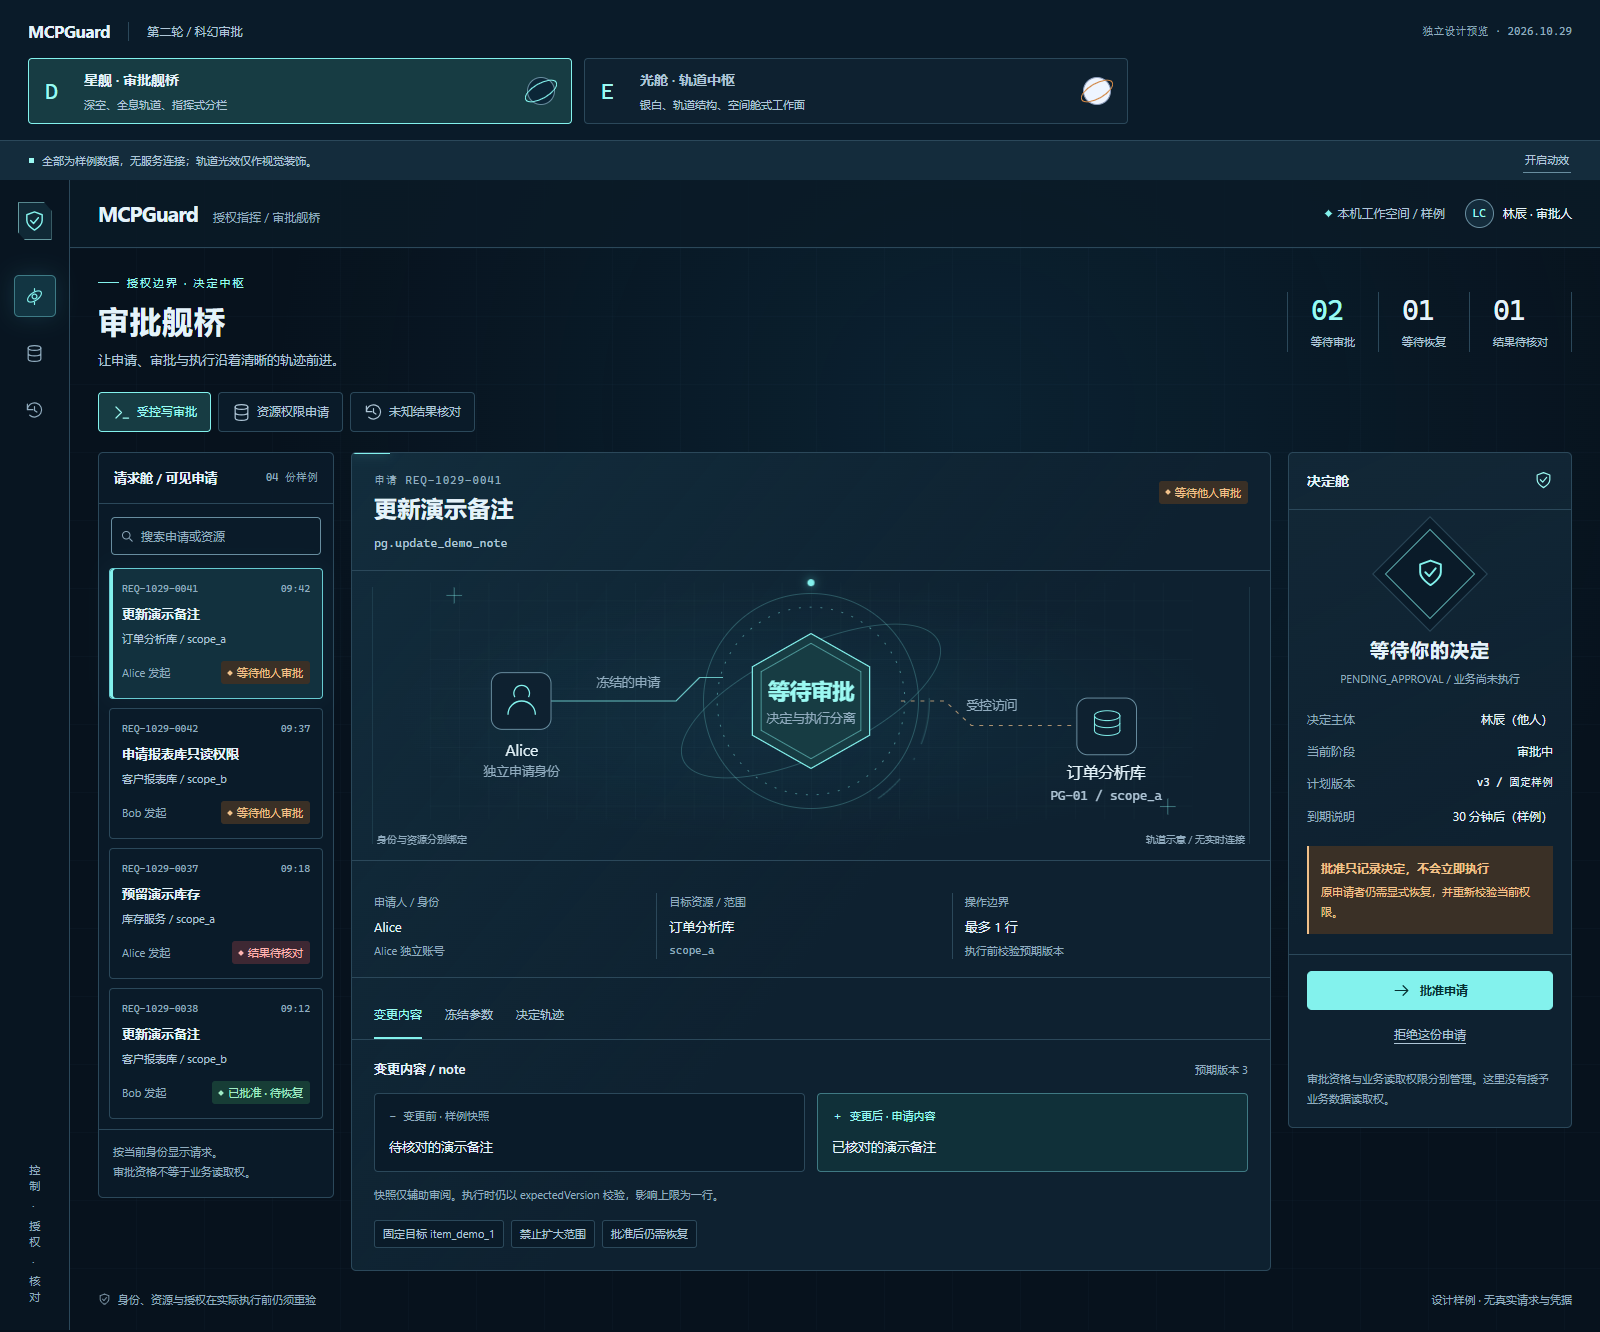 MCPGuard
第二轮 / 科幻审批
独立设计预览 · 2026.10.29
D
星舰 · 审批舰桥
深空、全息轨道、指挥式分栏
E
光舱 · 轨道中枢
银白、轨道结构、空间舱式工作面
全部为样例数据，无服务连接；轨道光效仅作视觉装饰。
开启动效
MCPGuard
授权指挥 / 审批舰桥
本机工作空间 / 样例
LC
林辰 · 审批人
授权边界 · 决定中枢
审批舰桥
让申请、审批与执行沿着清晰的轨迹前进。
02
等待审批
01
等待恢复
01
结果待核对
受控写审批
资源权限申请
未知结果核对
请求舱 / 可见申请
04 份样例
搜索申请或资源
REQ-1029-0041
09:42
更新演示备注
订单分析库 / scope_a
Alice 发起
等待他人审批
REQ-1029-0042
09:37
申请报表库只读权限
客户报表库 / scope_b
Bob 发起
等待他人审批
REQ-1029-0037
09:18
预留演示库存
库存服务 / scope_a
Alice 发起
结果待核对
REQ-1029-0038
09:12
更新演示备注
客户报表库 / scope_b
Bob 发起
已批准 · 待恢复
按当前身份显示请求。
审批资格不等于业务读取权。
申请 REQ-1029-0041
更新演示备注
pg.update_demo_note
等待他人审批
Alice
独立申请身份
冻结的申请
等待审批
决定与执行分离
受控访问
订单分析库
PG-01 / scope_a
身份与资源分别绑定
轨道示意 / 无实时连接
申请人 / 身份
Alice
Alice 独立账号
目标资源 / 范围
订单分析库
scope_a
操作边界
最多 1 行
执行前校验预期版本
变更内容
冻结参数
决定轨迹
变更内容 / note
预期版本 3
− 变更前 · 样例快照
待核对的演示备注
+ 变更后 · 申请内容
已核对的演示备注
快照仅辅助审阅。执行时仍以 expectedVersion 校验，影响上限为一行。
固定目标 item_demo_1
禁止扩大范围
批准后仍需恢复
决定舱
等待你的决定
PENDING_APPROVAL / 业务尚未执行
决定主体
林辰（他人）
当前阶段
审批中
计划版本
v3 / 固定样例
到期说明
30 分钟后（样例）
批准只记录决定，不会立即执行
原申请者仍需显式恢复，并重新校验当前权
限。
批准申请
拒绝这份申请
审批资格与业务读取权限分别管理。这里没有授予
业务数据读取权。
控
制
·
授
权
·
核
对
身份、资源与授权在实际执行前仍须重验
设计样例 · 无真实请求与凭据